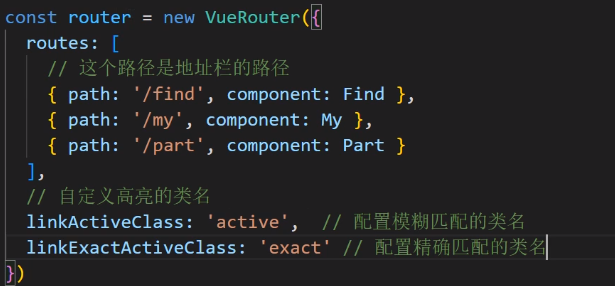 const router = new VueRouter({
routes: [
// 这个路径是地址栏的路径
{ path: '/find', component: Find },
{ path: '/my', component: My },
{ path: '/part', component: Part }
],
// 自定义高亮的类名
linkActiveClass: 'active', // 配置模糊匹配的类名
linkExactActiveClass: 'exact' // 配置精确匹配的类名
})